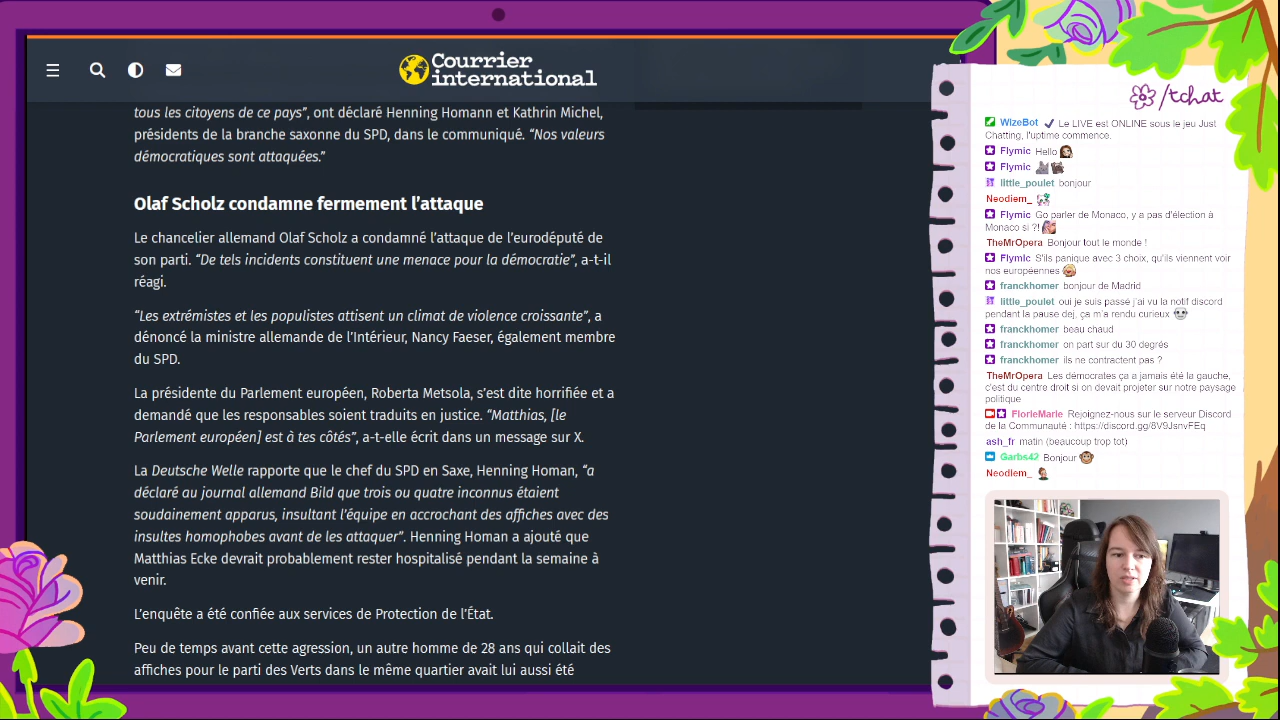 Courrier
international
tous les citoyens de ce pays”, ont déclaré Henning Homann et Kathrin Michel,
présidents de la branche saxonne du SPD, dans le communiqué. “Nos valeurs
démocratiques sont attaquées.”
Olaf Scholz condamne fermement l’attaque
Le chancelier allemand Olaf Scholz a condamné l’attaque de l’eurodéputé de
son parti. “De tels incidents constituent une menace pour la démocratie”, a-t-il
réagi.
“Les extrémistes et les populistes attisent un climat de violence croissante”, a
dénoncé la ministre allemande de l’Intérieur, Nancy Faeser, également membre
du SPD.
La présidente du Parlement européen, Roberta Metsola, s’est dite horrifiée et a
demandé que les responsables soient traduits en justice. “Matthias, [le
Parlement européen] est à tes côtés”, a-t-elle écrit dans un message sur X.
La Deutsche Welle rapporte que le chef du SPD en Saxe, Henning Homan, “a
déclaré au journal allemand Bild que trois ou quatre inconnus étaient
soudainement apparus, insultant l’équipe en accrochant des affiches avec des
insultes homophobes avant de les attaquer”. Henning Homan a ajouté que
Matthias Ecke devrait probablement rester hospitalisé pendant la semaine à
venir.
L’enquête a été confiée aux services de Protection de l’État.
Peu de temps avant cette agression, un autre homme de 28 ans qui collait des
affiches pour le parti des Verts dans le même quartier avait lui aussi été
/tchat
WizeBot Le LIVE est ONLINE sous le jeu Just
Chatting, l'uptime commence.
Flymic Hello
Flymic
little_poulet bonjour
Neodiem_
Flymic Go parler de Monaco, y a pas d'élection à
Monaco si ?!
TheMrOpera Bonjour tout le monde !
Flymic S'ils panique avec 3 choix, qu'ils viennent voir
nos européennes
franckhomer bonjour de Madrid
little_poulet oui je suis passé j'ai vu la notif discord
pendant la pause dej, ça m'a rendu curieux
franckhomer beau chaud
franckhomer on part sur du 30 degrés
franckhomer ils ne contractent pas ?
TheMrOpera Les démocrates ça a jamais été la gauche,
c'est du centre droit si on devait projeter sur notre paysage
politique
FlorieMarie Rejoignez-nous sur le serveur Discord
de la Communauté : https://discord.gg/8V9JsnvFEq
ash_fr matin (beaucoup trop tot)
Garbs42 Bonjour
Neodiem_